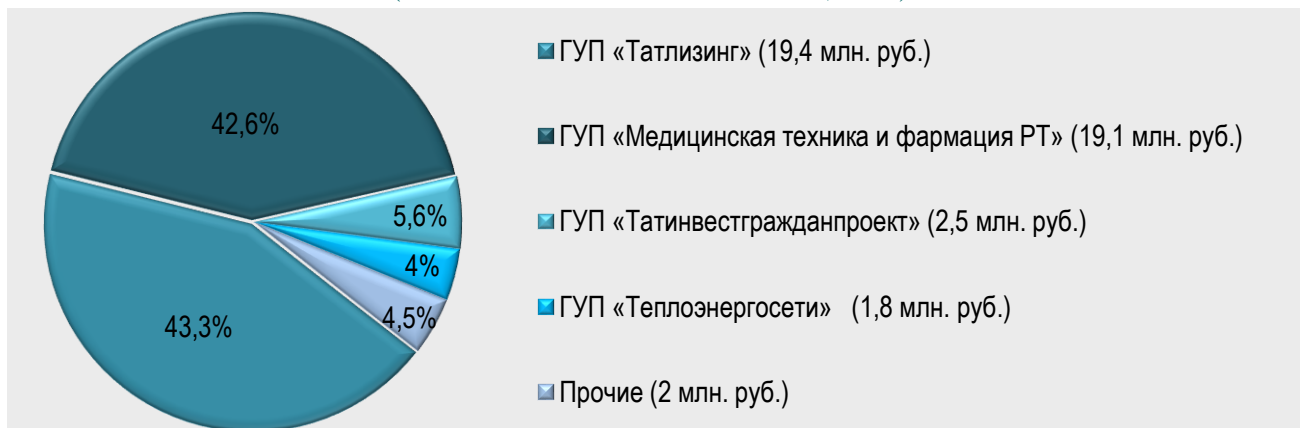 42,6%
5,6%
4%
4,5%
43,3%
ГУП «Татлизинг» (19,4 млн. руб.)
ГУП «Медицинская техника и фармация РТ» (19,1 млн. руб.)
ГУП «Татинвестгражданпроект» (2,5 млн. руб.)
ГУП «Теплоэнергосети» (1,8 млн. руб.)
Прочие (2 млн. руб.)